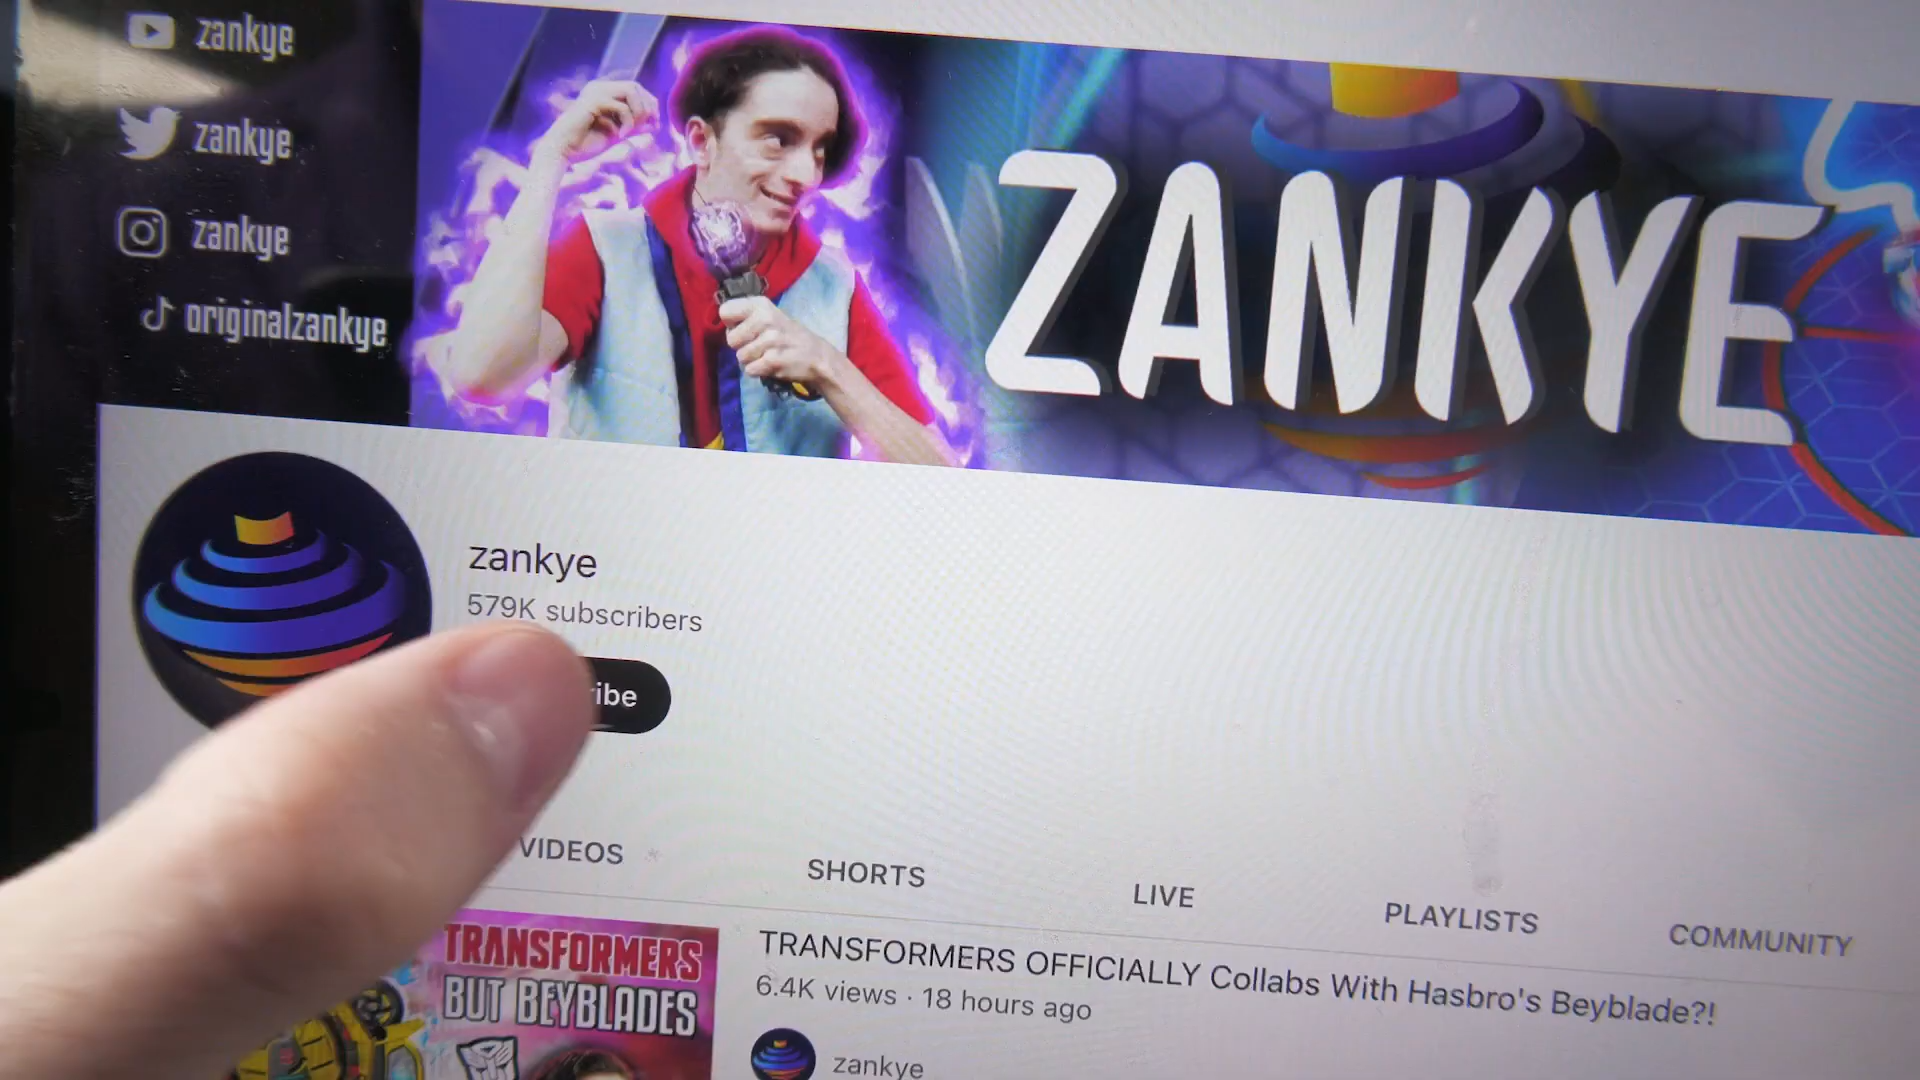 zankye
zankye
zankye
originalzankye
ZANKYE
zankye
579K subscribers
VIDEOS
SHORTS
LIVE
PLAYLISTS
COMMUNITY
TRANSFORMERS
BUT BEYBLADES
TRANSFORMERS OFFICIALLY Collabs With Hasbro's Beyblade?!
6.4K views · 18 hours ago
zankye